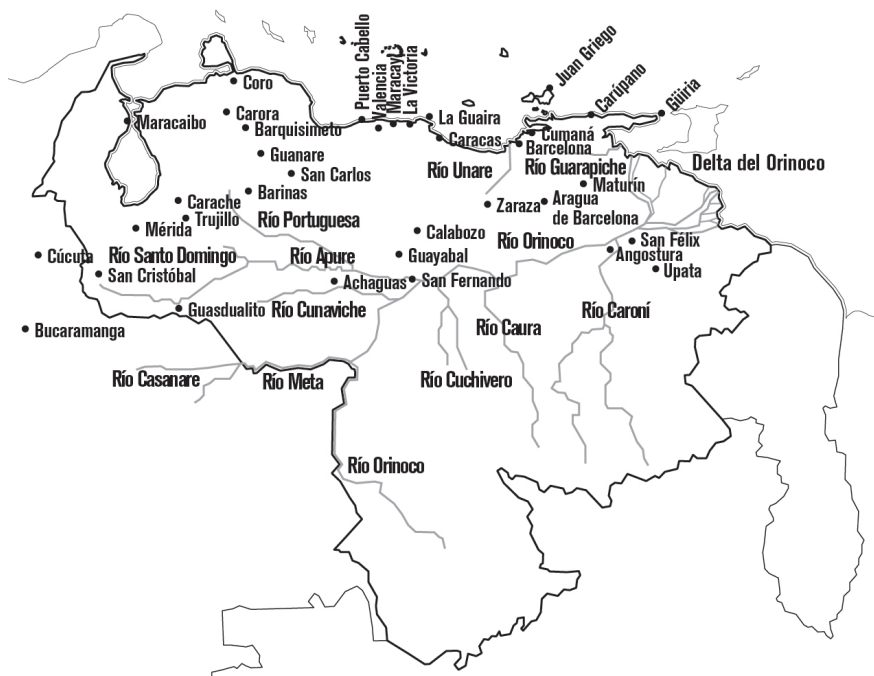 Puerto Cabello
Valencia
Maracay
La Victoria
Juan Griego
Carúpano
Güiria
Coro
Carora
Barquisimeto
Maracaibo
La Guaira
Caracas
Cumaná
Barcelona
Guanare
San Carlos
Río Unare
Río Guarapiche
Delta del Orinoco
Maturín
Barinas
Carache
Trujillo
Río Portuguesa
Zaraza
Aragua
de Barcelona
Mérida
Calabozo
Río Orinoco
San Félix
Angostura
Cúcuta
Río Santo Domingo
Río Apure
Guayabal
Upata
San Cristóbal
Achaguas
San Fernando
Guasdualito
Río Cunaviche
Río Caroní
Bucaramanga
Río Caura
Río Casanare
Río Meta
Río Cuchivero
Río Orinoco